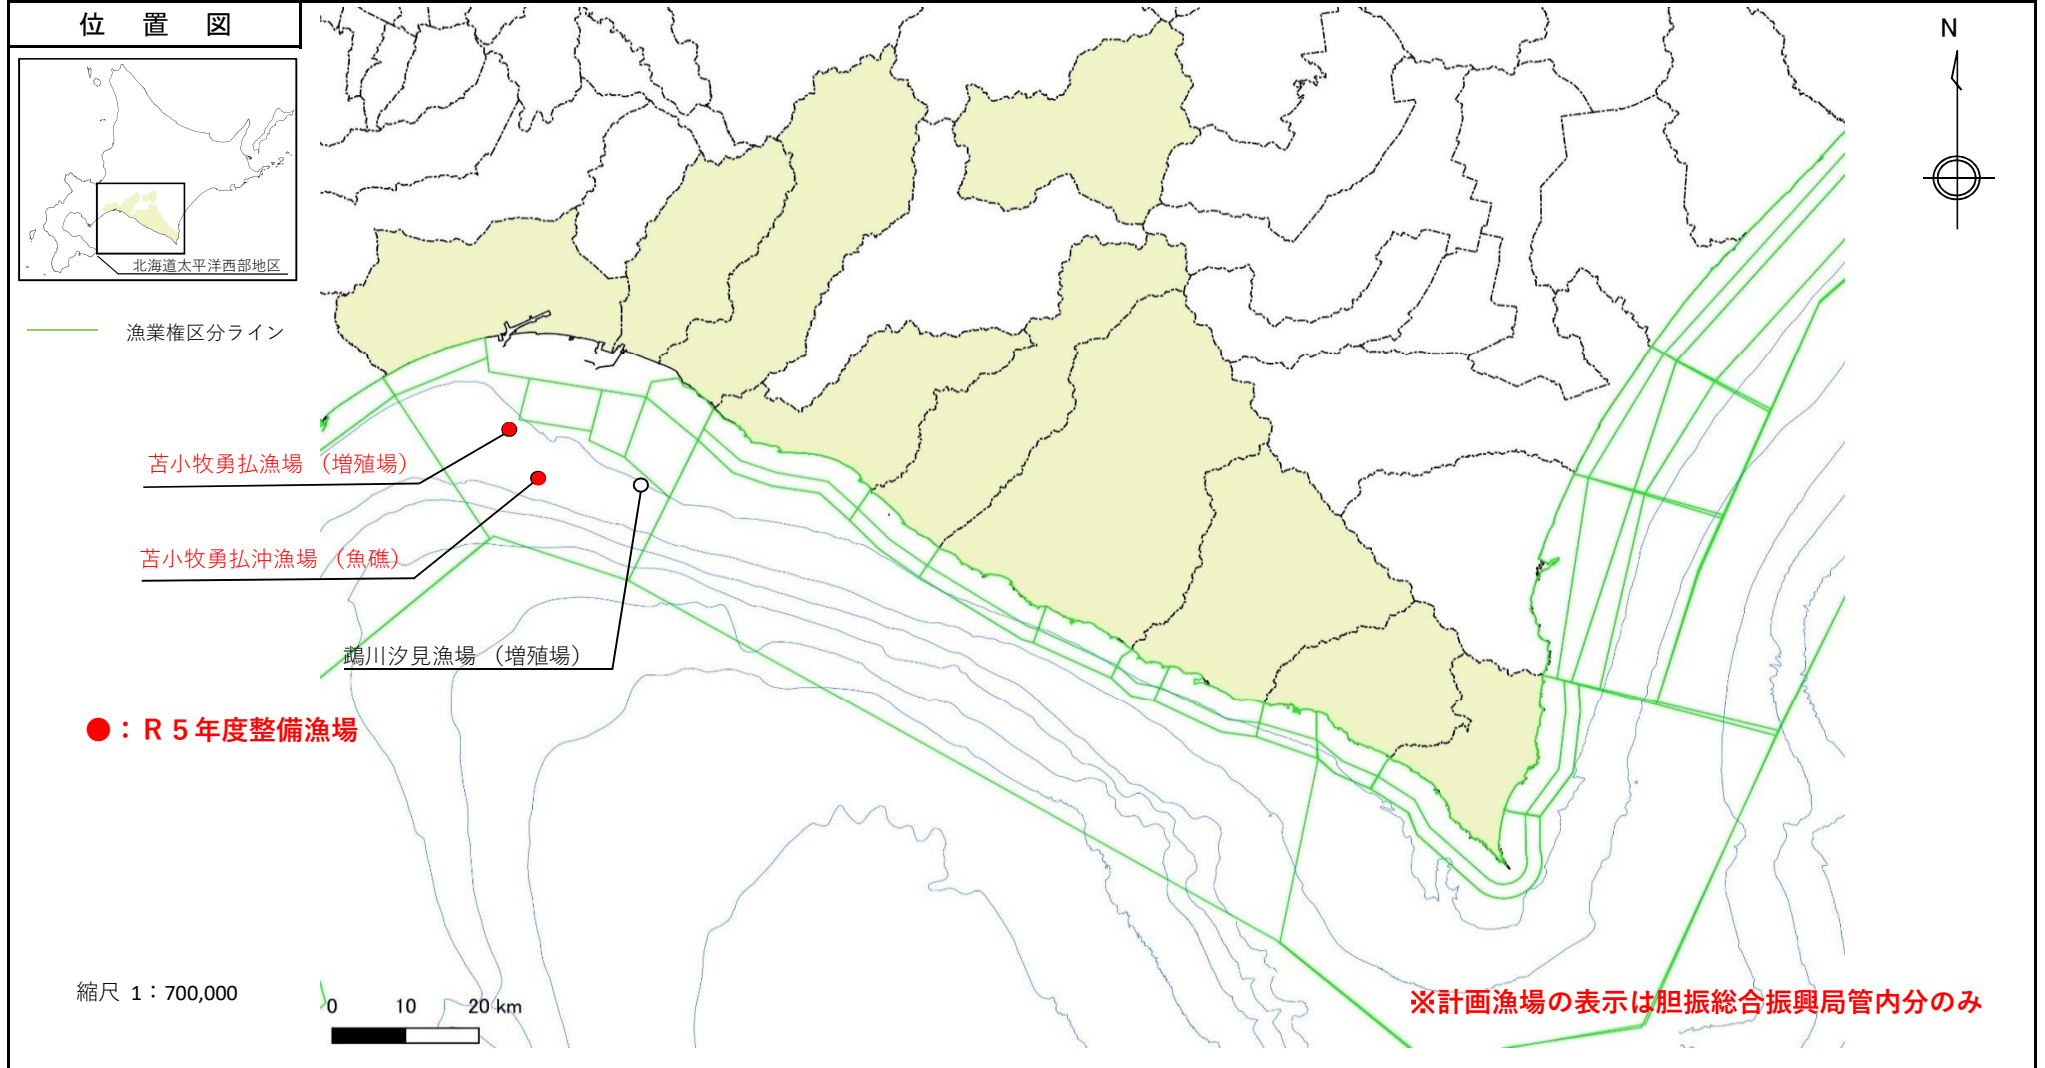 位 置 図
N
北海道太平洋西部地区
漁業権区分ライン
苫小牧勇払漁場 （増殖場）
苫小牧勇払沖漁場 （魚礁）
鵡川汐見漁場 （増殖場）
●：Ｒ５年度整備漁場
縮尺 1：700,000
0 10 20 km
※計画漁場の表示は胆振総合振興局管内分のみ